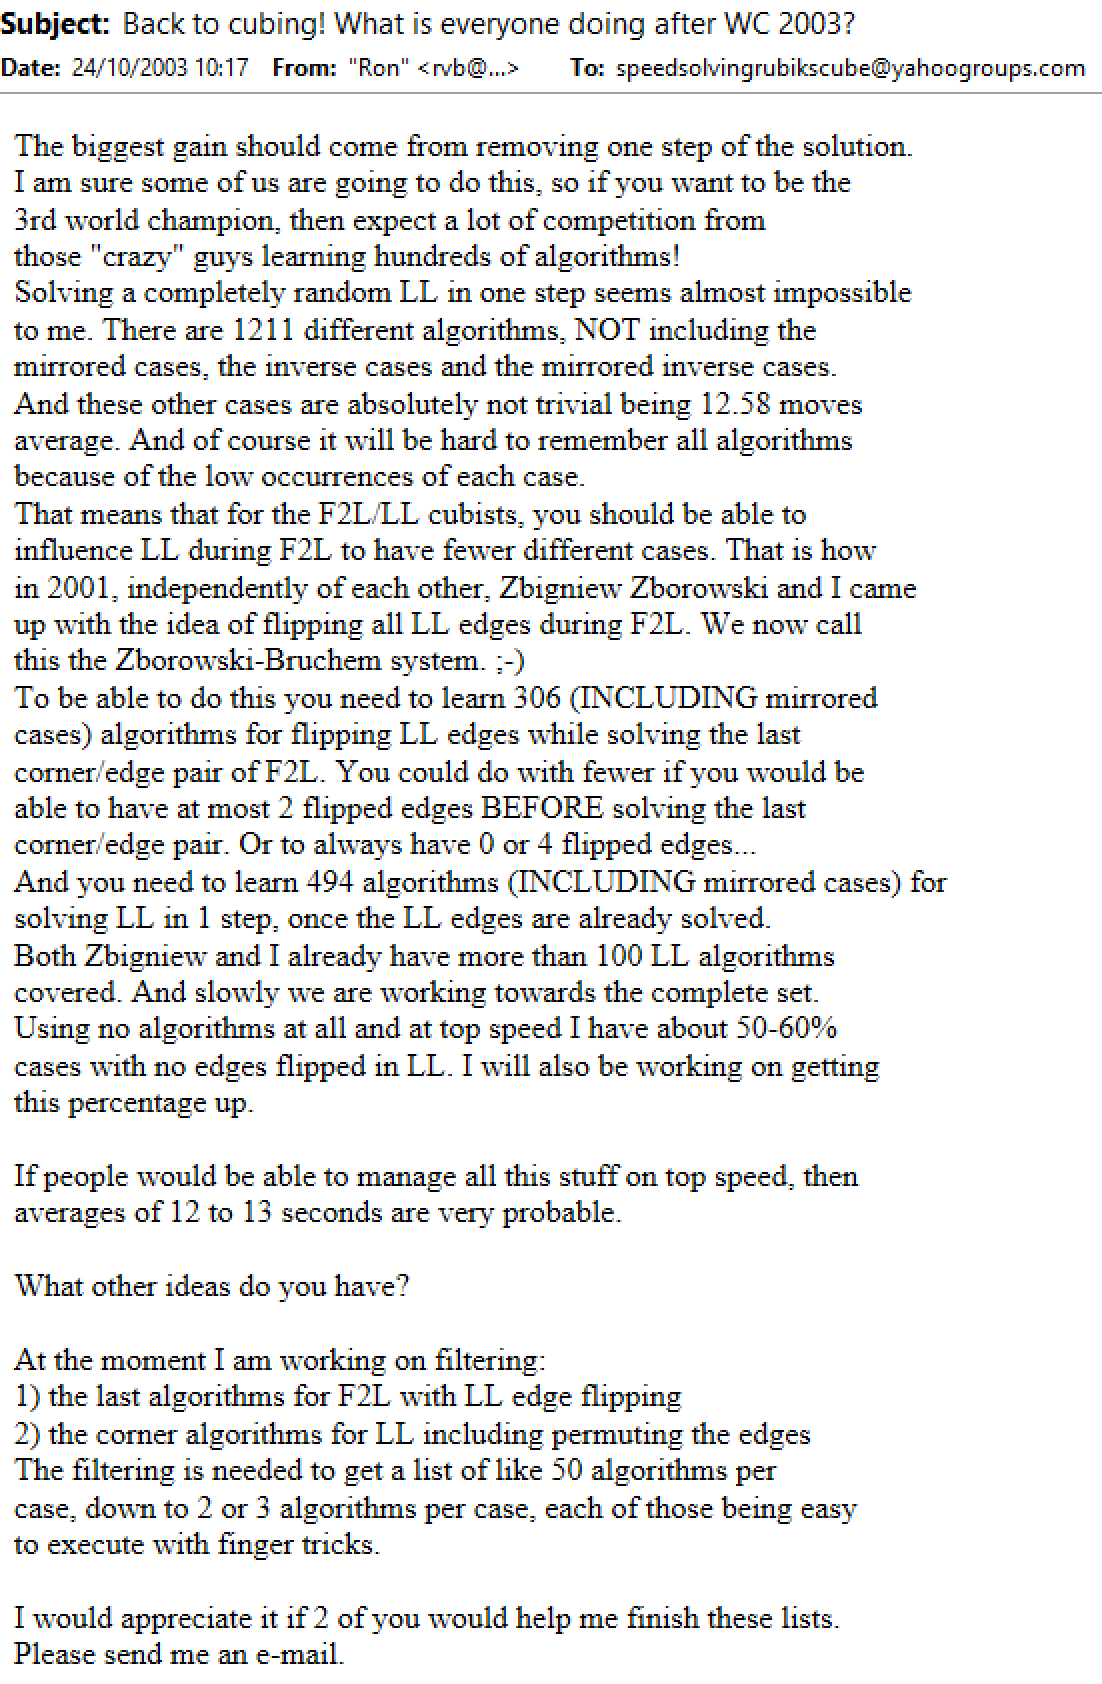 Subject: Back to cubing! What is everyone doing after WC 2003?
Date: 24/10/2003 10:17 From: "Ron" <rvb@...> To: speedsolvingrubikscube@yahoogroups.com
The biggest gain should come from removing one step of the solution.
I am sure some of us are going to do this, so if you want to be the
3rd world champion, then expect a lot of competition from
those "crazy" guys learning hundreds of algorithms!
Solving a completely random LL in one step seems almost impossible
to me. There are 1211 different algorithms, NOT including the
mirrored cases, the inverse cases and the mirrored inverse cases.
And these other cases are absolutely not trivial being 12.58 moves
average. And of course it will be hard to remember all algorithms
because of the low occurrences of each case.
That means that for the F2L/LL cubists, you should be able to
influence LL during F2L to have fewer different cases. That is how
in 2001, independently of each other, Zbigniew Zborowski and I came
up with the idea of flipping all LL edges during F2L. We now call
this the Zborowski-Bruchem system. ;-)
To be able to do this you need to learn 306 (INCLUDING mirrored
cases) algorithms for flipping LL edges while solving the last
corner/edge pair of F2L. You could do with fewer if you would be
able to have at most 2 flipped edges BEFORE solving the last
corner/edge pair. Or to always have 0 or 4 flipped edges...
And you need to learn 494 algorithms (INCLUDING mirrored cases) for
solving LL in 1 step, once the LL edges are already solved.
Both Zbigniew and I already have more than 100 LL algorithms
covered. And slowly we are working towards the complete set.
Using no algorithms at all and at top speed I have about 50-60%
cases with no edges flipped in LL. I will also be working on getting
this percentage up.
If people would be able to manage all this stuff on top speed, then
averages of 12 to 13 seconds are very probable.
What other ideas do you have?
At the moment I am working on filtering:
1) the last algorithms for F2L with LL edge flipping
2) the corner algorithms for LL including permuting the edges
The filtering is needed to get a list of like 50 algorithms per
case, down to 2 or 3 algorithms per case, each of those being easy
to execute with finger tricks.
I would appreciate it if 2 of you would help me finish these lists.
Please send me an e-mail.